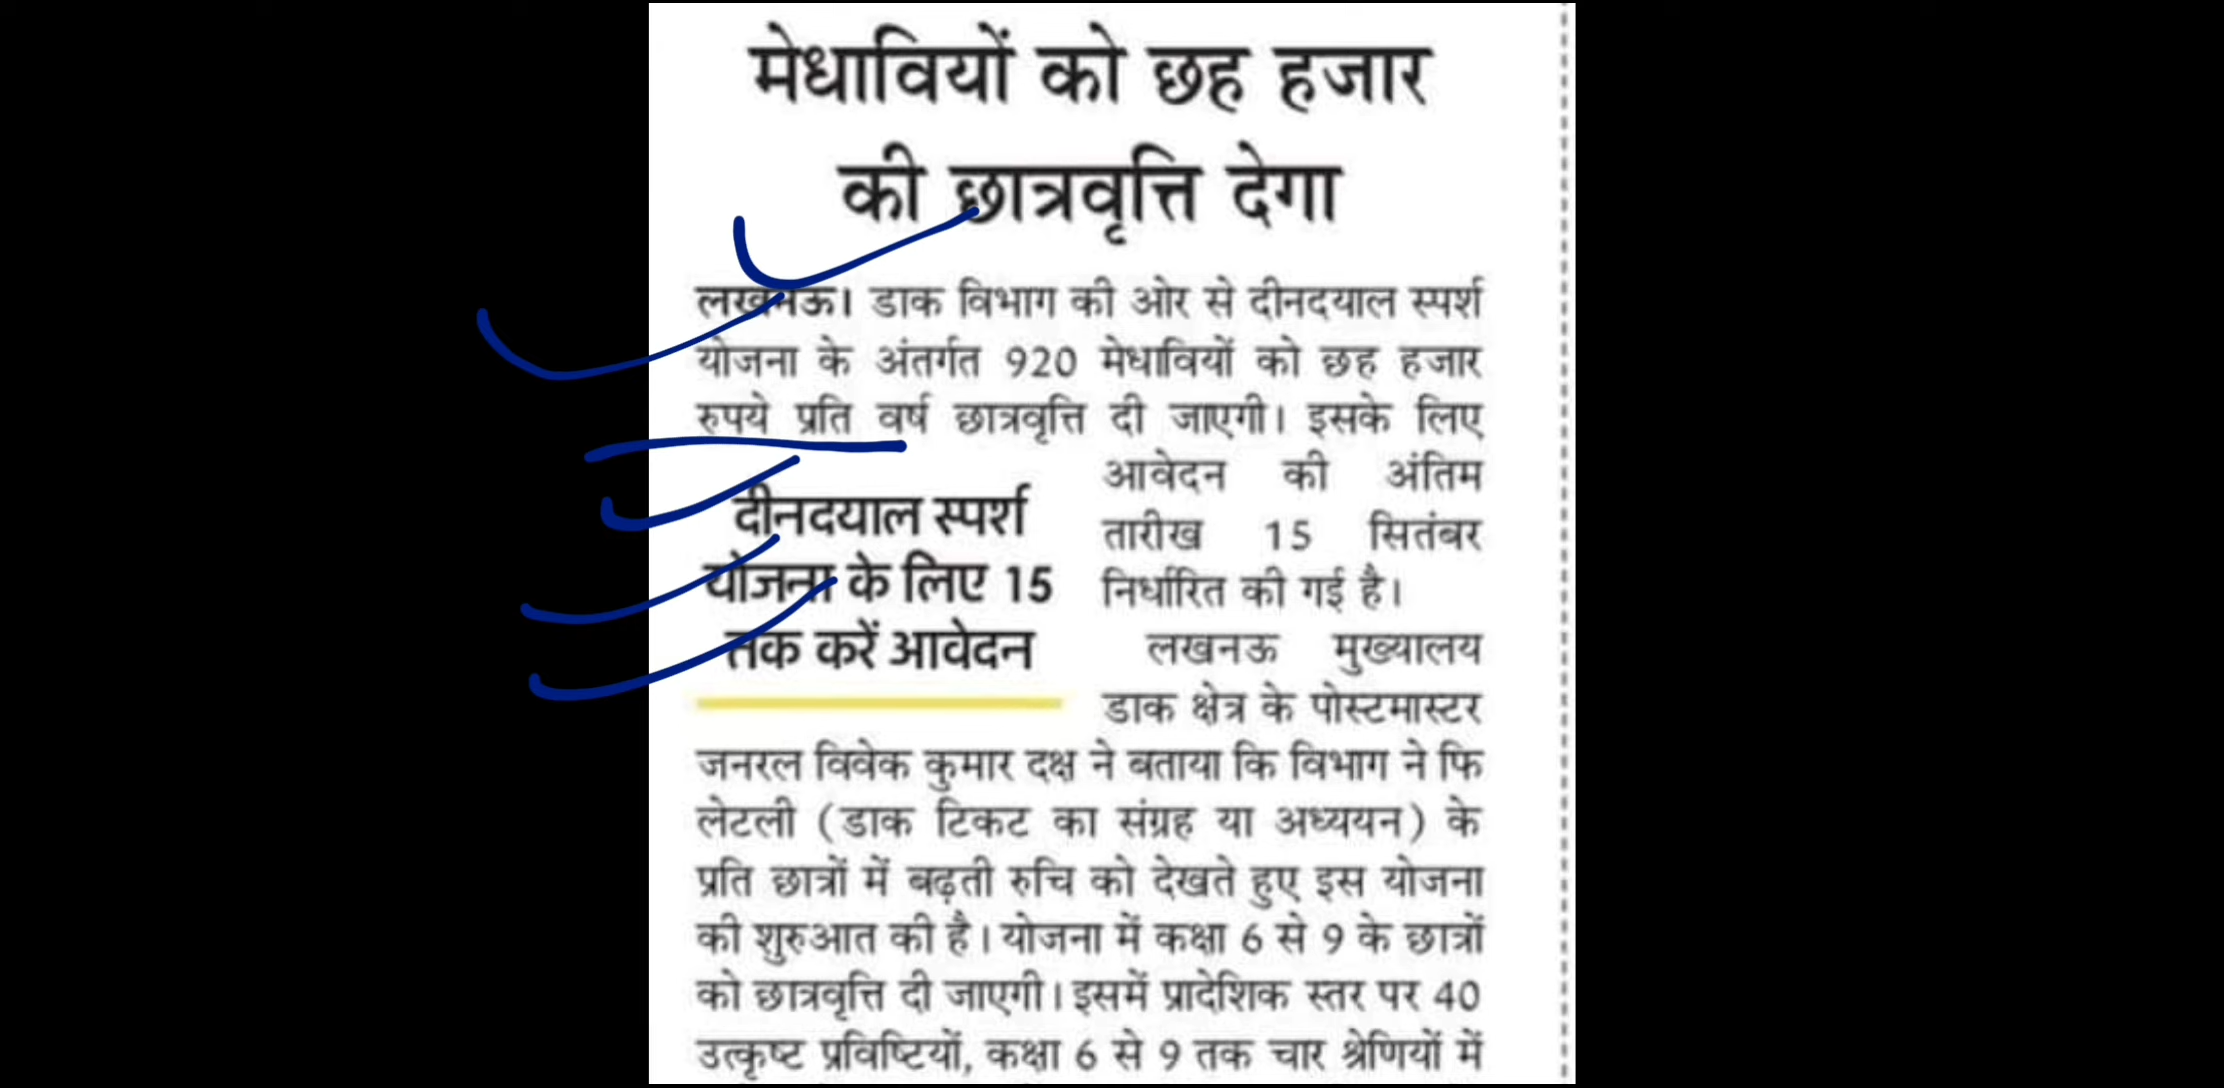 मेधावियों को छह हजार
की छात्रवृत्ति देगा
लखनऊ। डाक विभाग की ओर से दीनदयाल स्पर्श
योजना के अंतर्गत 920 मेधावियों को छह हजार
रुपये प्रति वर्ष छात्रवृत्ति दी जाएगी। इसके लिए
दीनदयाल स्पर्श
योजना के लिए 15
तक करें आवेदन
आवेदन की अंतिम
तारीख 15 सितंबर
निर्धारित की गई है।
लखनऊ मुख्यालय
डाक क्षेत्र के पोस्टमास्टर
जनरल विवेक कुमार दक्ष ने बताया कि विभाग ने फि
लेटली (डाक टिकट का संग्रह या अध्ययन) के
प्रति छात्रों में बढ़ती रुचि को देखते हुए इस योजना
की शुरुआत की है। योजना में कक्षा 6 से 9 के छात्रों
को छात्रवृत्ति दी जाएगी। इसमें प्रादेशिक स्तर पर 40
उत्कृष्ट प्रविष्टियों, कक्षा 6 से 9 तक चार श्रेणियों में